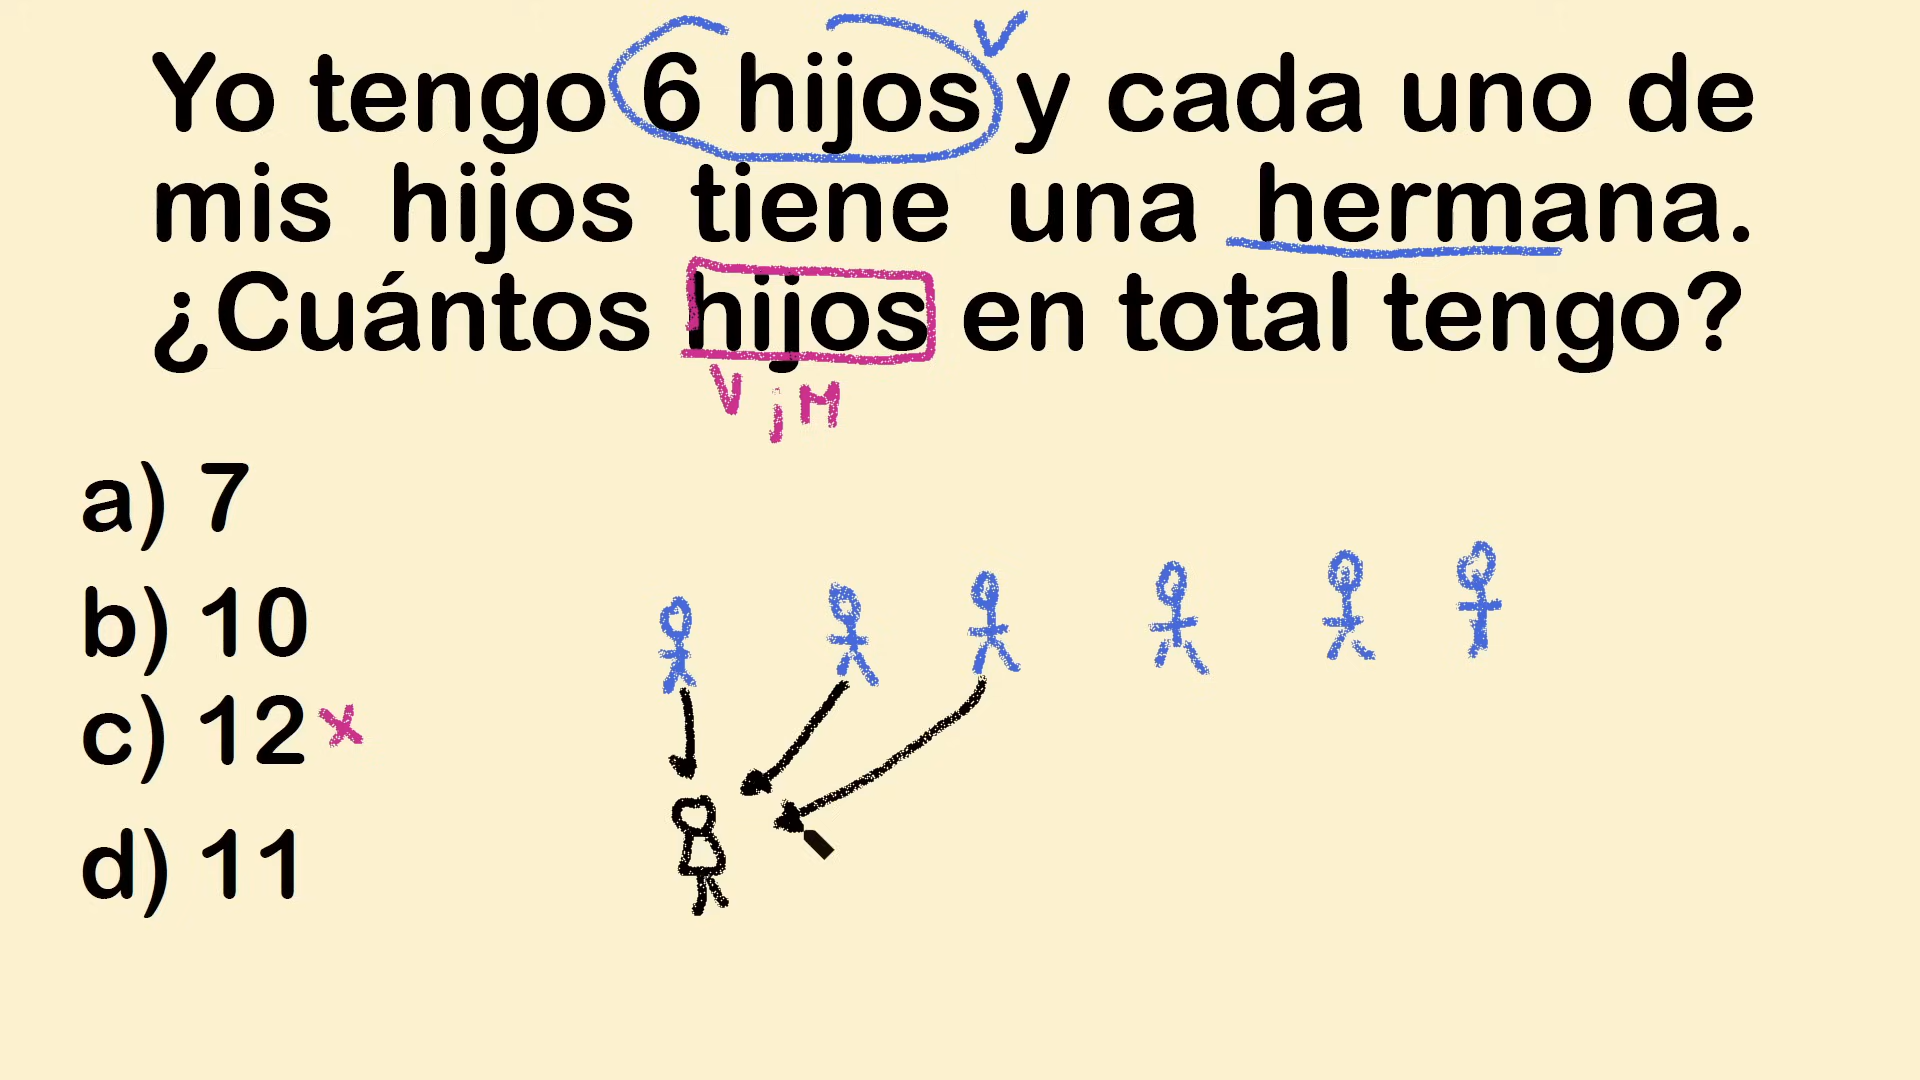 V
Yo tengo 6 hijos y cada uno de
mis hijos tiene una hermana.
¿Cuántos hijos en total tengo?
V j M
a) 7
b) 10
c) 12 x
d) 11